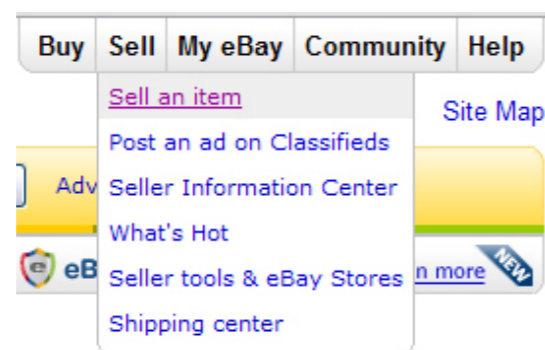 Buy Sell My eBay Community Help
Sell an item
Site Map
Post an ad on Classifieds
Adv
Seller Information Center
What's Hot
eB
Seller tools & eBay Stores
n more
NEW
Shipping center